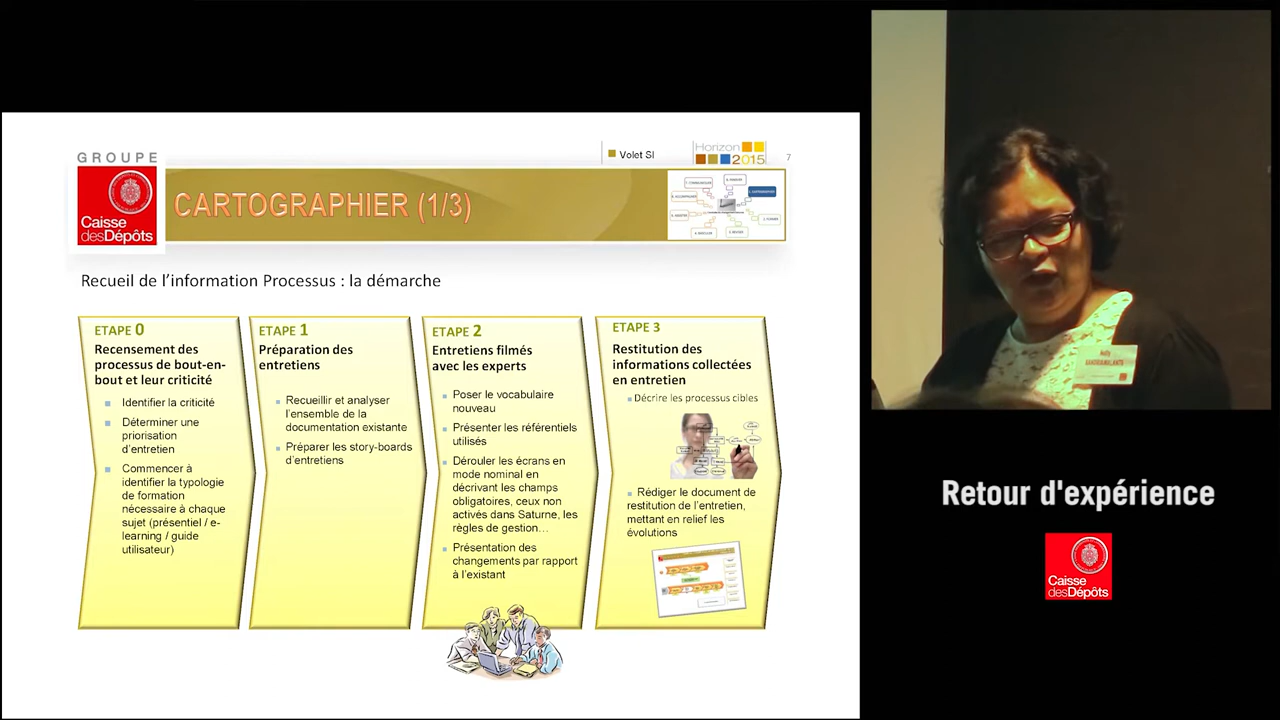 GROUPE
Caisse
desDépôts
Volet SI
Horizon
2015
7
CARTOGRAPHIER (1/3)
Recueil de l'information Processus : la démarche
ETAPE 0
Recensement des
processus de bout-en-
bout et leur criticité
Identifier la criticité
Déterminer une
priorisation
d'entretien
Commencer à
identifier la typologie
de formation
nécessaire à chaque
sujet (présentiel / e-
learning / guide
utilisateur)
ETAPE 1
Préparation des
entretiens
Recueillir et analyser
l'ensemble de la
documentation existante
Préparer les story-boards
d'entretiens
ETAPE 2
Entretiens filmés
avec les experts
Poser le vocabulaire
nouveau
Présenter les référentiels
utilisés
Dérouler les écrans en
mode nominal en
décrivant les champs
obligatoires, ceux non
activés dans Saturne, les
règles de gestion...
Présentation des
changements par rapport
à l'existant
ETAPE 3
Restitution des
informations collectées
en entretien
Décrire les processus cibles
Rédiger le document de
restitution de l'entretien,
mettant en relief les
évolutions
Retour d'expérience
Caisse
desDépôts